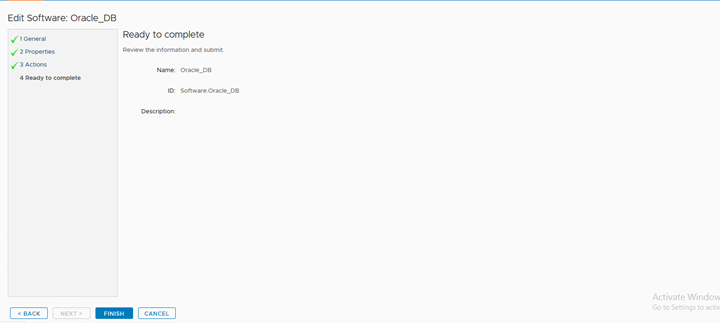 Edit Software: Oracle_DB
1 General
2 Properties
3 Actions
4 Ready to complete
Ready to complete
Review the information and submit.
Name: Oracle_DB
ID: Software.Oracle_DB
Description:
< BACK
NEXT >
FINISH
CANCEL
Activate Window
Go to Settings to activ